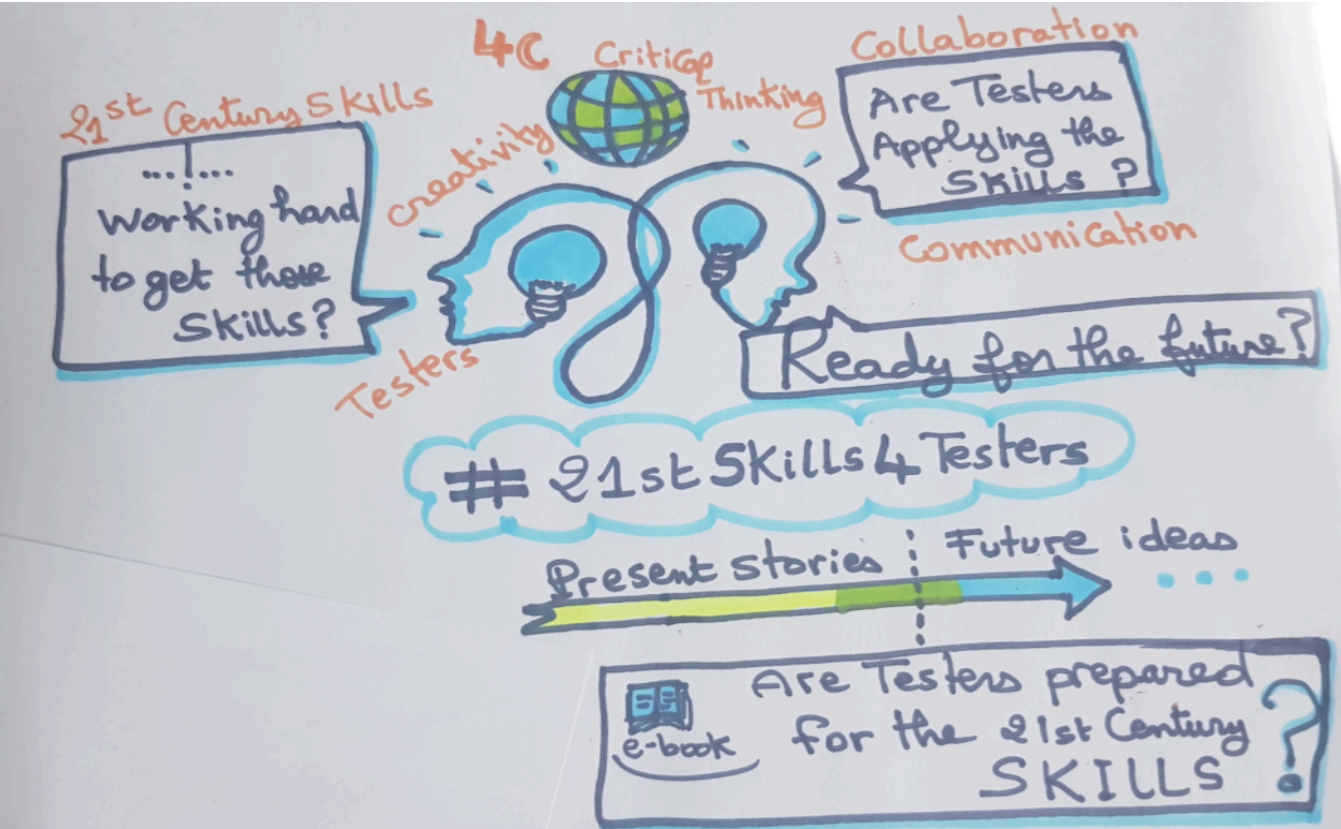 4C
Critical
Thinking
Collaboration
21st Century Skills
Creativity
...!...
Working hard
to get those
Skills?
Are Testers
Applying the
Skills ?
Communication
Testers
Ready for the future?
# 21st Skills 4 Testers
Present stories
Future ideas
...
e-book
Are Testers prepared
for the 21st Century
SKILLS ?